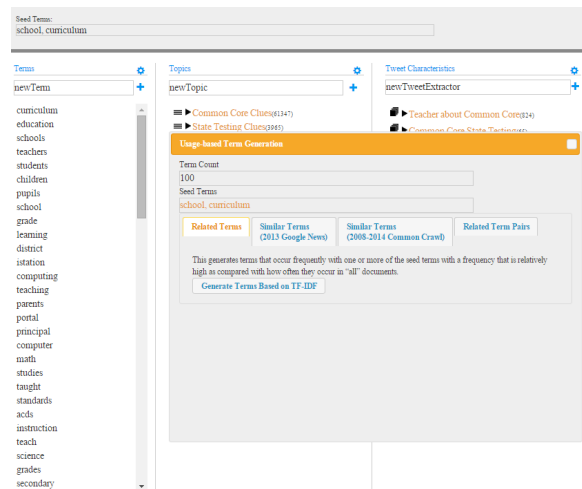 Seed Terms:
school, curriculum
Terms
newTerm
curriculum
education
schools
teachers
students
children
pupils
school
grade
learning
district
istation
computing
teaching
parents
portal
principal
computer
math
studies
taught
standards
acds
instruction
teach
science
grades
secondary
Topics
newTopic
Common Core Clues(61347)
State Testing Clues(3965)
Tweet Characteristics
newTweetExtractor
Teacher about Common Core(824)
Common Core State Testing
Usage-based Term Generation
Term Count
100
Seed Terms
school, curriculum
Related Terms
Similar Terms
(2013 Google News)
Similar Terms
(2008-2014 Common Crawl)
Related Term Pairs
This generates terms that occur frequently with one or more of the seed terms with a frequency that is relatively
high as compared with how often they occur in "all" documents.
Generate Terms Based on TF-IDF